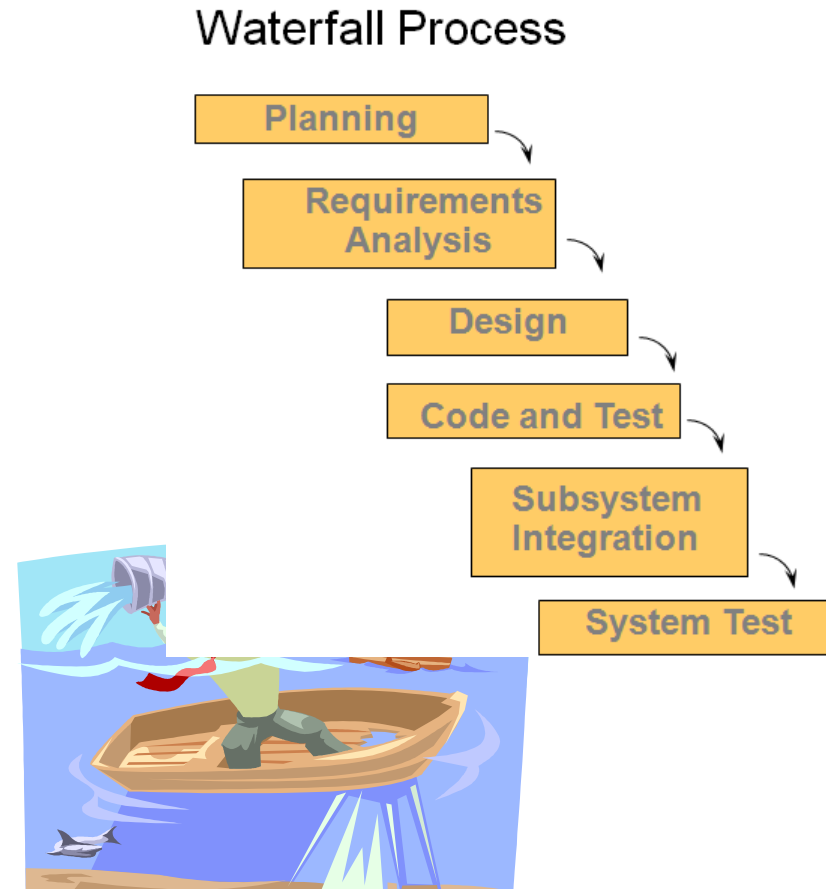 Waterfall Process
Planning
Requirements
Analysis
Design
Code and Test
Subsystem
Integration
System Test